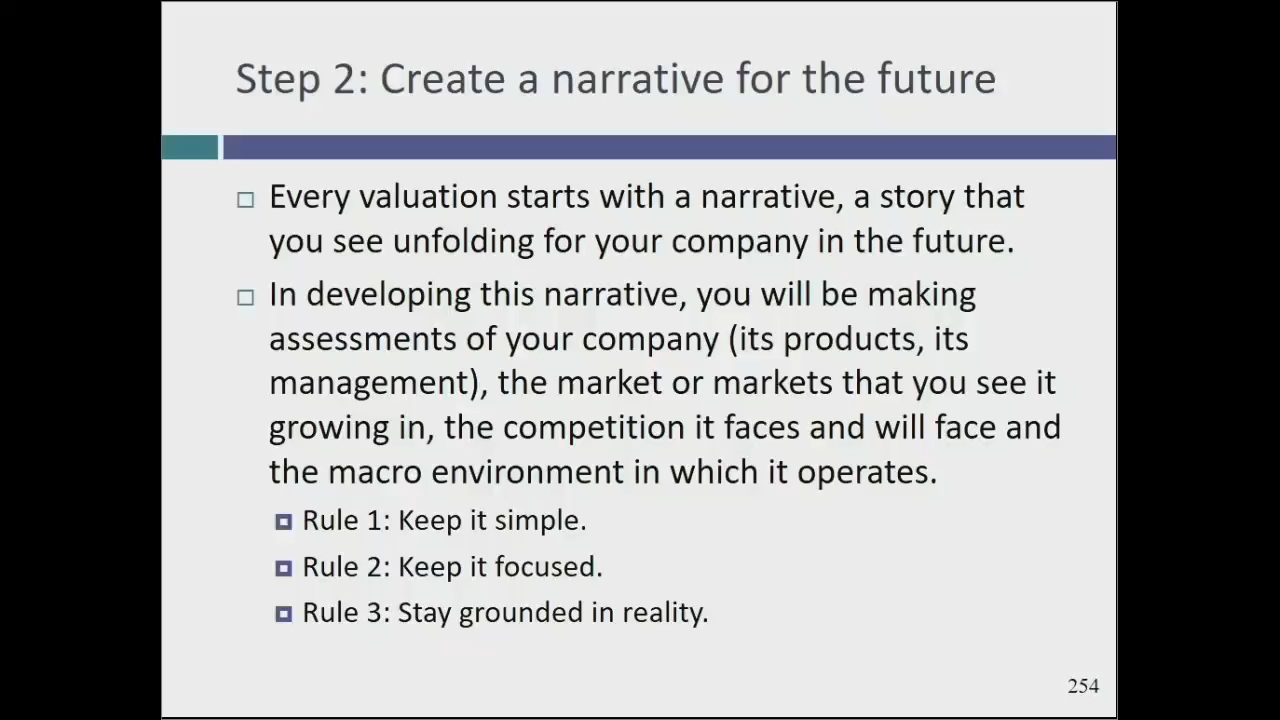 Step 2: Create a narrative for the future
Every valuation starts with a narrative, a story that
you see unfolding for your company in the future.
In developing this narrative, you will be making
assessments of your company (its products, its
management), the market or markets that you see it
growing in, the competition it faces and will face and
the macro environment in which it operates.
Rule 1: Keep it simple.
Rule 2: Keep it focused.
Rule 3: Stay grounded in reality.
254